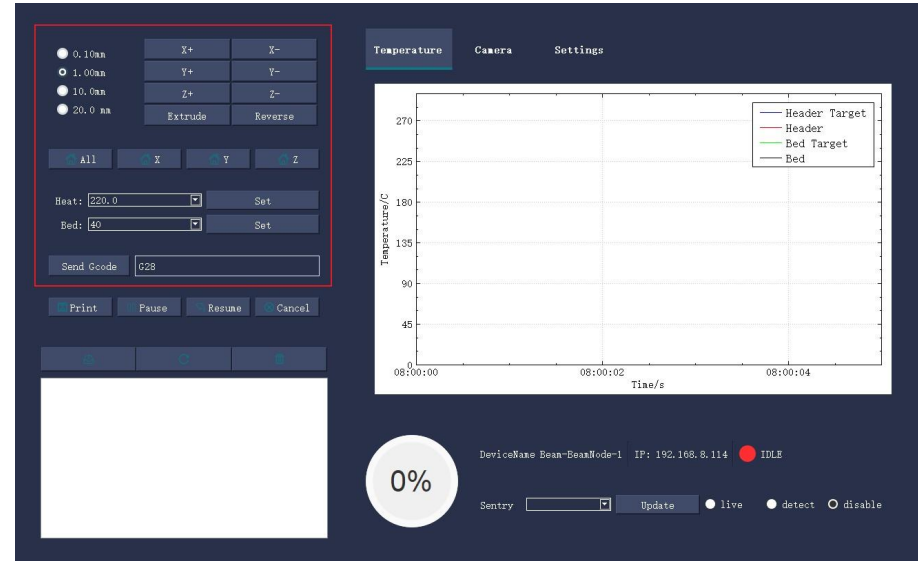 0.10mm X+ X-
1.00mm Y+ Y-
10.0mm Z+ Z-
20.0 mm Extrude Reverse
All X Y Z
Heat: 220.0 Set
Bed: 40 Set
Send Gcode G28
Print Pause Resume Cancel
Temperature Camera Settings
Header Target
Header
Bed Target
Bed
Temperature/C
270
225
180
135
90
45
0
08:00:00 08:00:02 08:00:04
Time/s
0%
DeviceName Beam-BeamNode-1 IP: 192.168.8.114 IDLE
Sentry Update live detect disable